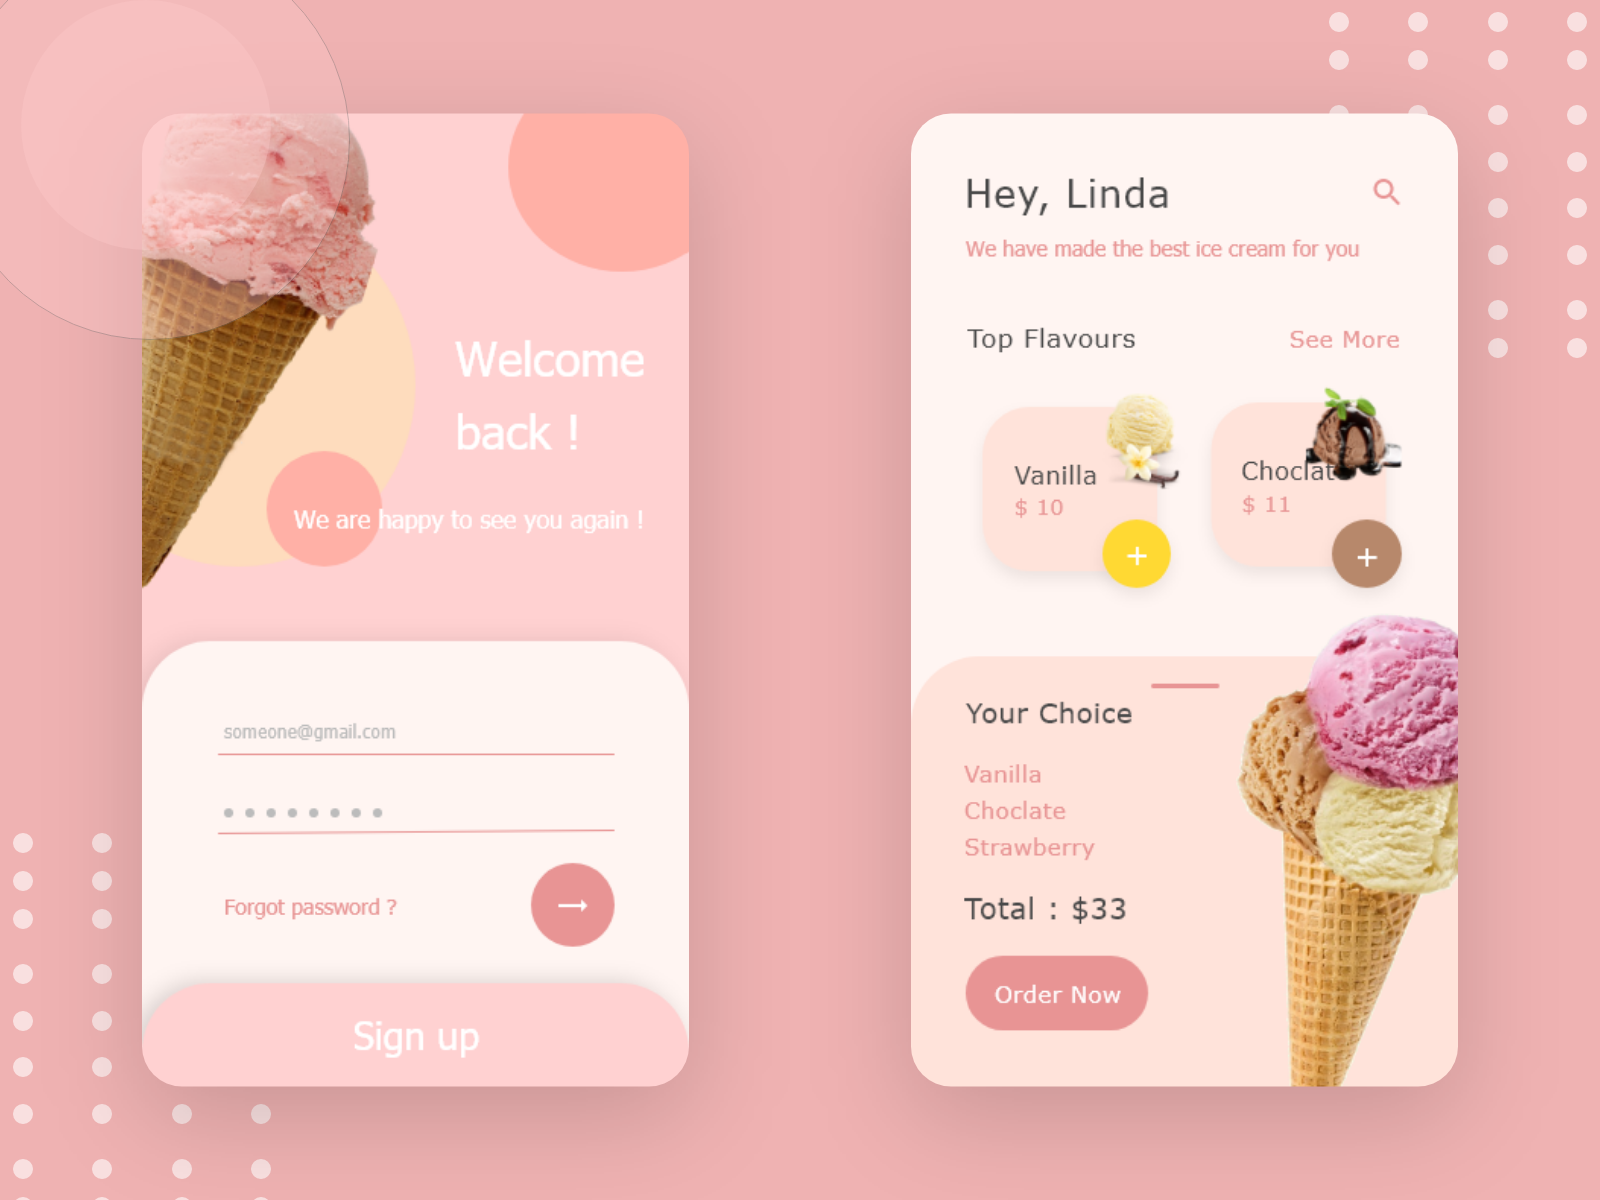 Welcome
back !
We are happy to see you again !
someone@gmail.com
Forgot password ?
Sign up
Hey, Linda
We have made the best ice cream for you
Top Flavours
See More
Vanilla
$ 10
+
Choclat
$ 11
+
Your Choice
Vanilla
Choclate
Strawberry
Total : $33
Order Now